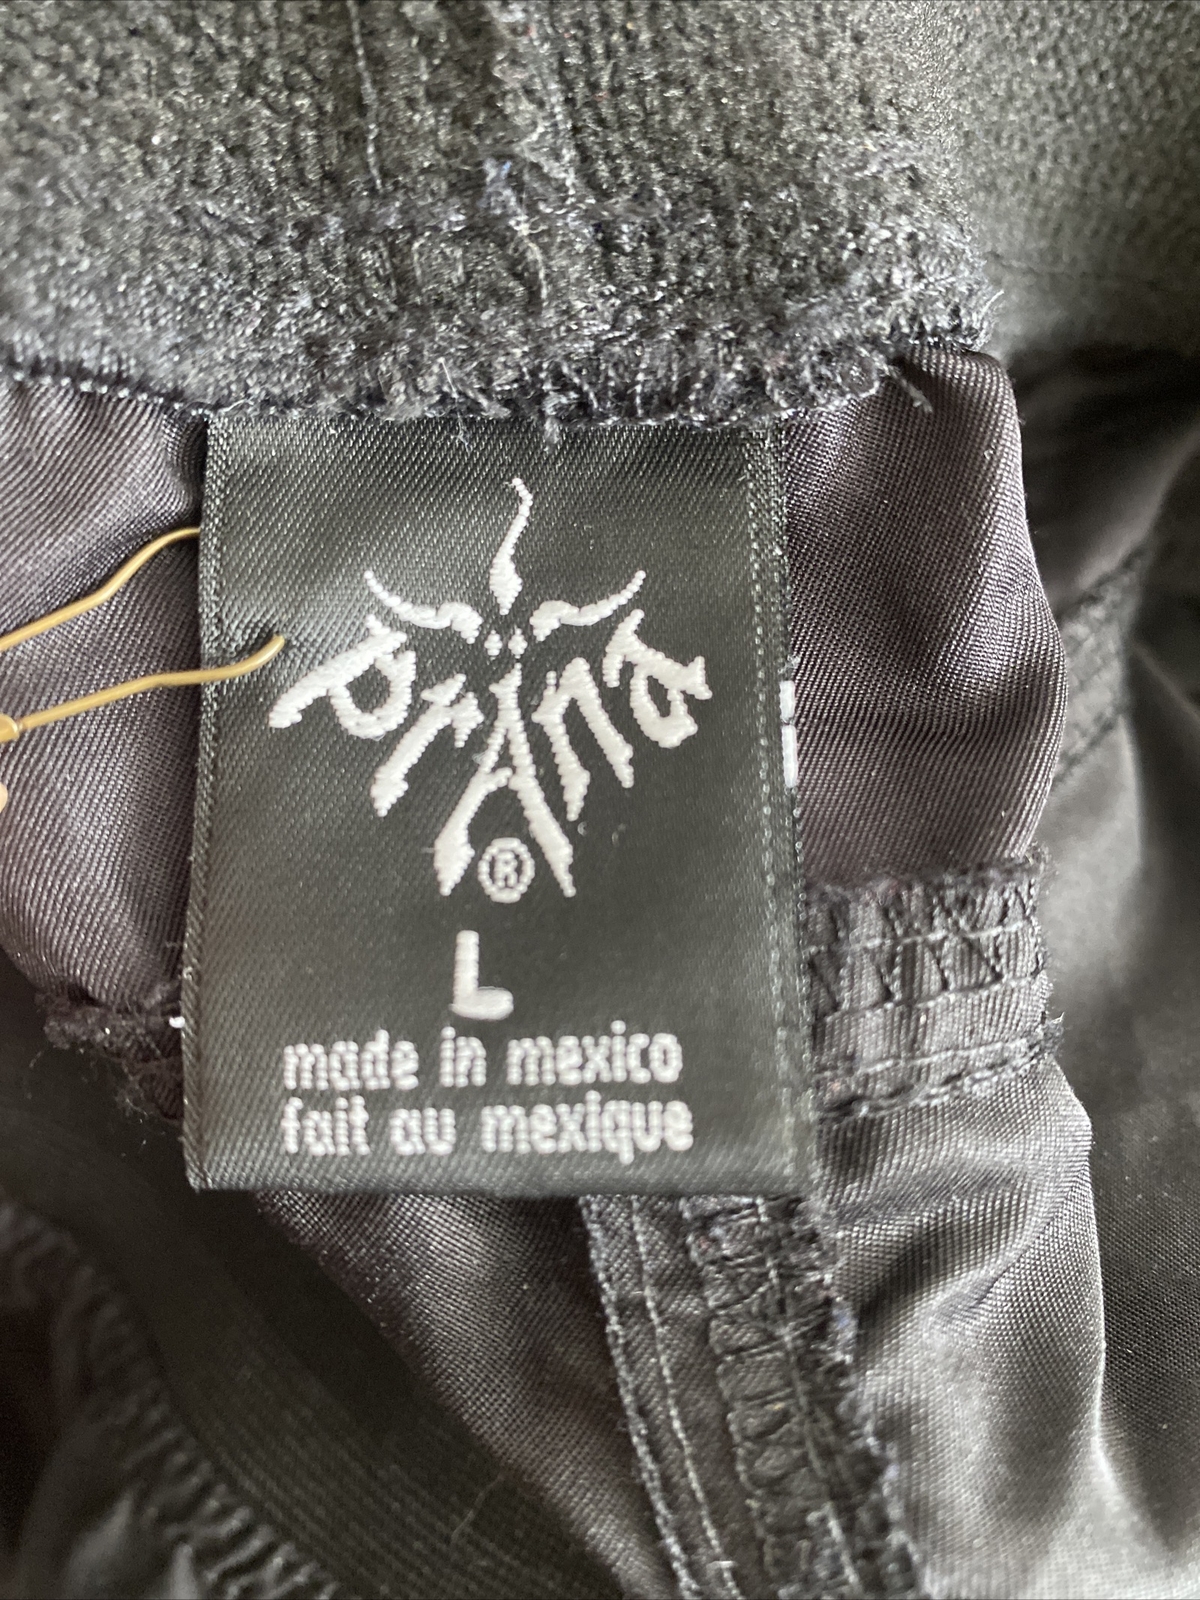 prAna
®
L
made in mexico
fait au mexique